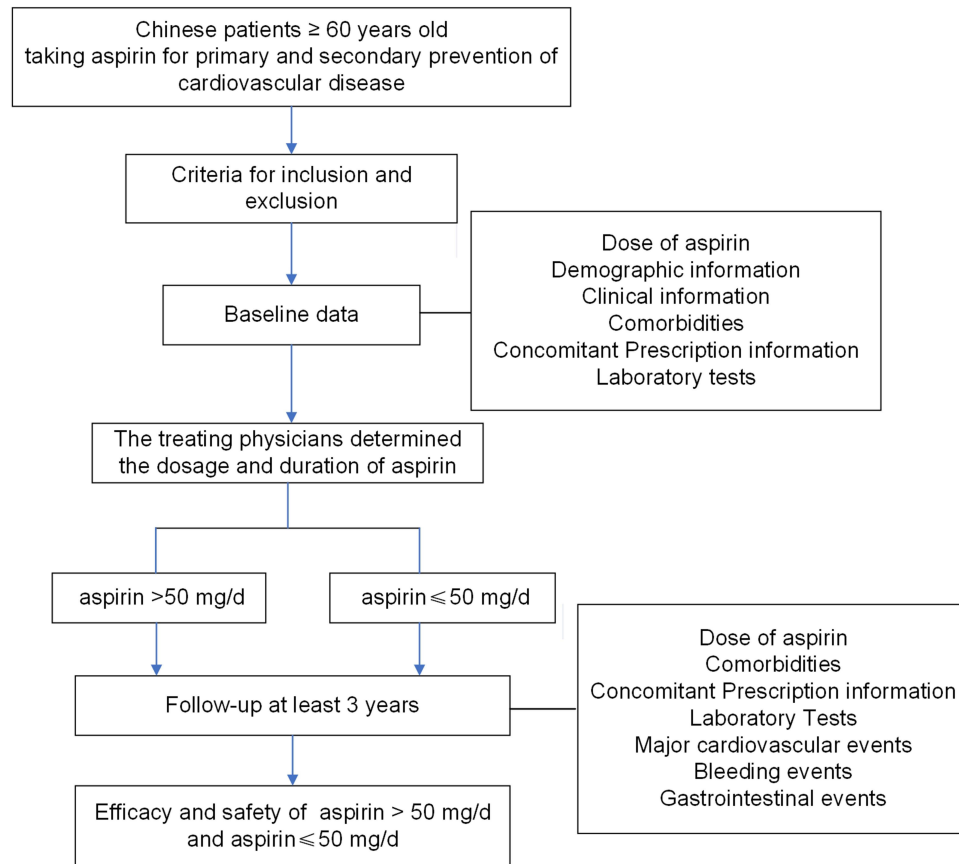 Chinese patients ≥ 60 years old
taking aspirin for primary and secondary prevention of
cardiovascular disease
Criteria for inclusion and
exclusion
Baseline data
Dose of aspirin
Demographic information
Clinical information
Comorbidities
Concomitant Prescription information
Laboratory tests
The treating physicians determined
the dosage and duration of aspirin
aspirin >50 mg/d
aspirin⩽50 mg/d
Follow-up at least 3 years
Dose of aspirin
Comorbidities
Concomitant Prescription information
Laboratory Tests
Major cardiovascular events
Bleeding events
Gastrointestinal events
Efficacy and safety of aspirin > 50 mg/d
and aspirin⩽50 mg/d